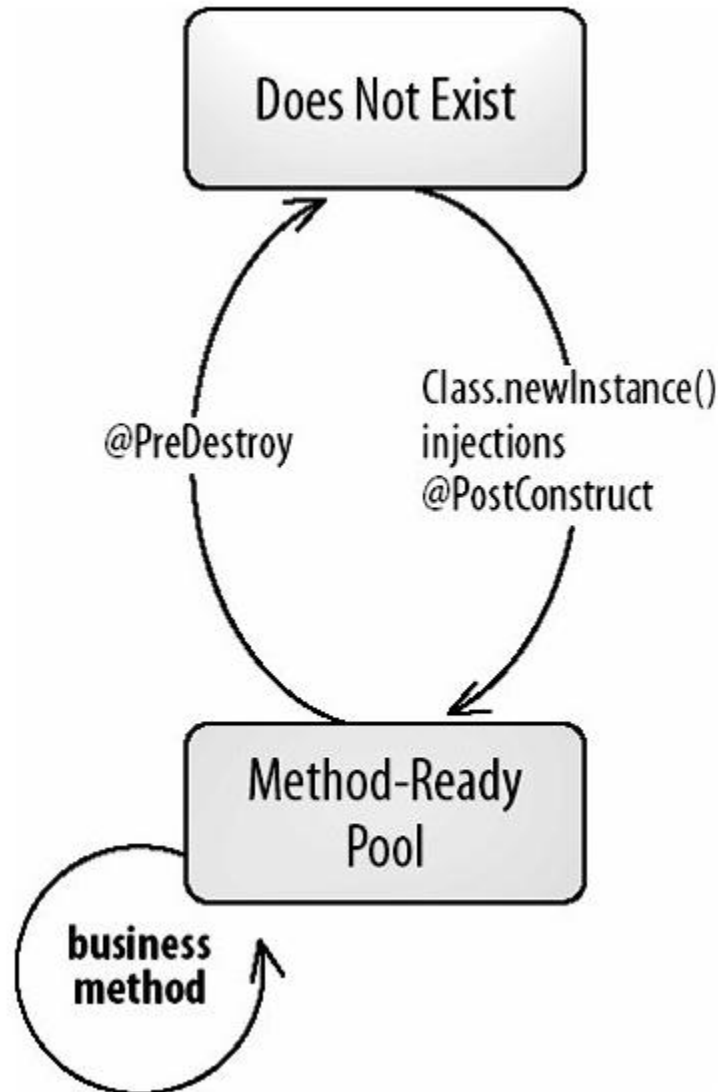 Does Not Exist
Class.newInstance()
injections
@PostConstruct
@PreDestroy
Method-Ready
Pool
business
method